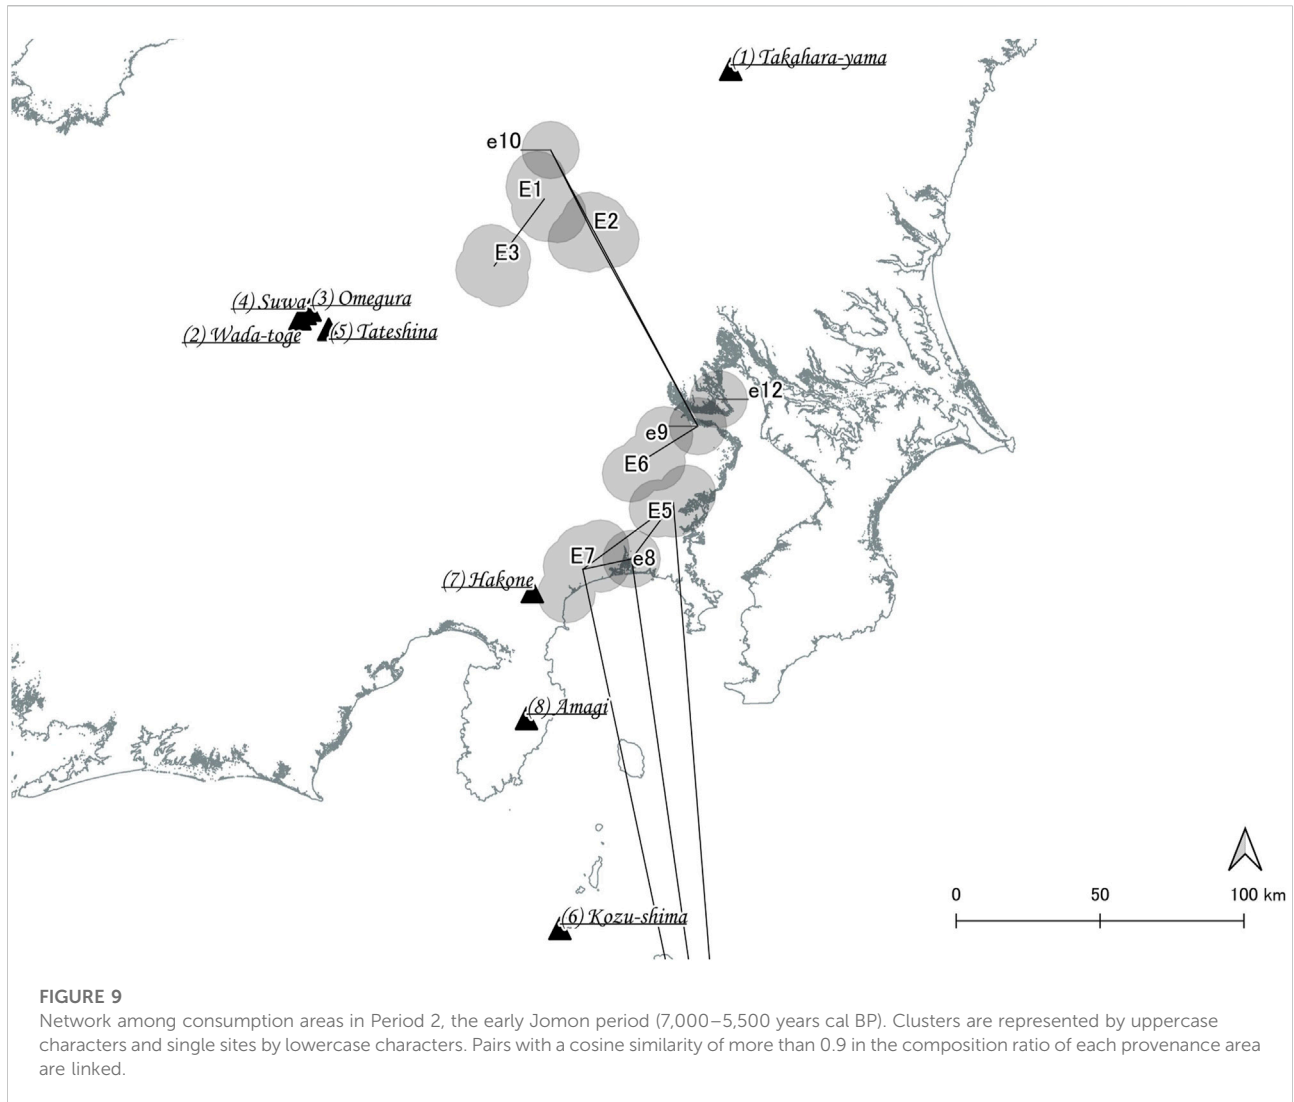 (1) Takahara-yama
e10
E1
E2
E3
(4) Suwa
(3) Omegura
(2) Wada-toge
(5) Tateshina
e12
e9
E6
E5
E7
e8
(7) Hakone
(8) Amagi
(6) Kozu-shima
0 50 100 km
FIGURE 9
Network among consumption areas in Period 2, the early Jomon period (7,000–5,500 years cal BP). Clusters are represented by uppercase
characters and single sites by lowercase characters. Pairs with a cosine similarity of more than 0.9 in the composition ratio of each provenance area
are linked.